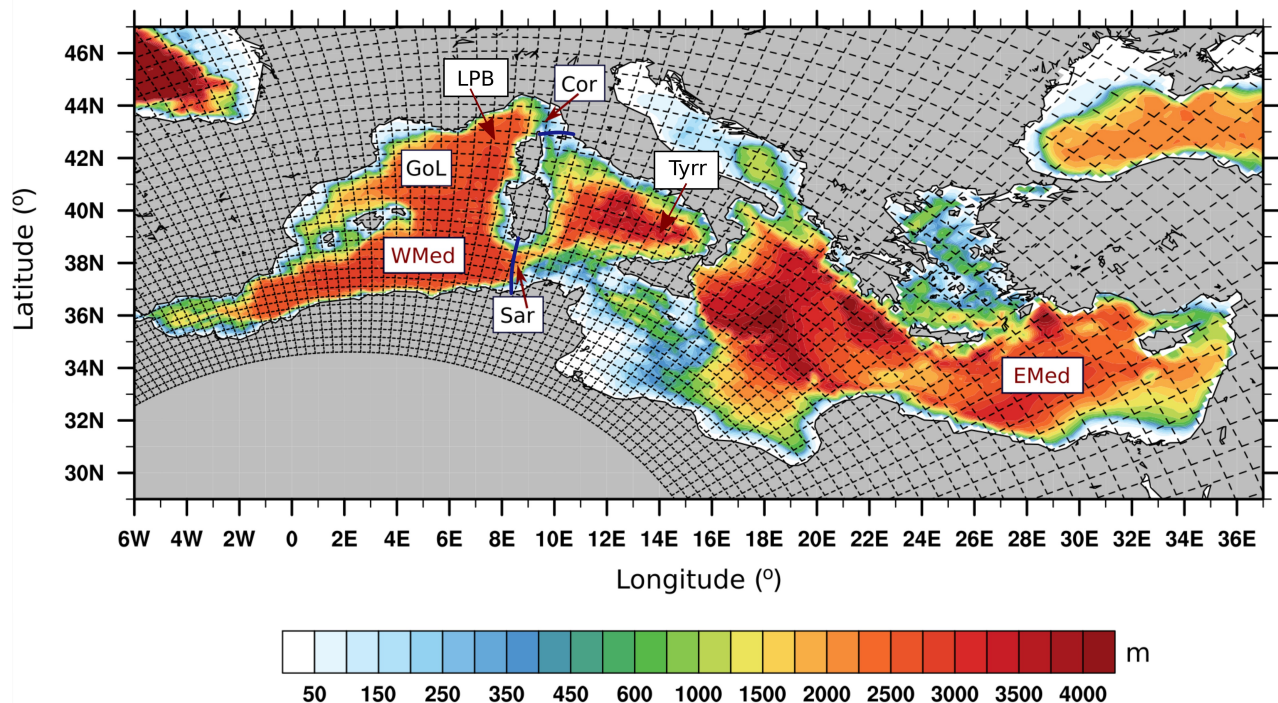 46N
44N
42N
40N
38N
36N
34N
32N
30N
Latitude (º)
LPB
Cor
GoL
Tyrr
WMed
Sar
EMed
6W 4W 2W 0 2E 4E 6E 8E 10E 12E 14E 16E 18E 20E 22E 24E 26E 28E 30E 32E 34E 36E
Longitude (º)
m
50 150 250 350 450 600 1000 1500 2000 2500 3000 3500 4000